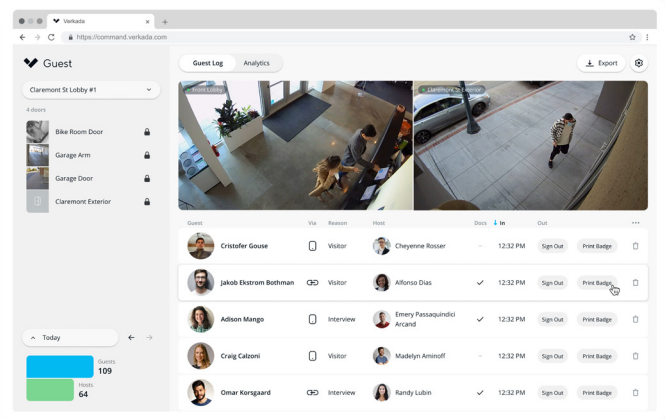 Verkada
https://command.verkada.com
Guest
Guest Log
Analytics
Export
Claremont St Lobby #1
4 doors
Bike Room Door
Garage Arm
Garage Door
Claremont Exterior
Front Lobby
Claremont St Exterior
Guest Via Reason Host Docs In Out
Cristofer Gouse Visitor Cheyenne Rosser - 12:32 PM Sign Out Print Badge
Jakob Ekstrom Bothman Visitor Alfonso Dias 12:32 PM Sign Out Print Badge
Adison Mango Interview Emery Passaquindici
Arcand 12:32 PM Sign Out Print Badge
Craig Calzoni Visitor Madelyn Aminoff - 12:32 PM Sign Out Print Badge
Omar Korsgaard Interview Randy Lubin 12:32 PM Sign Out Print Badge
Today
Guests
109
Hosts
64